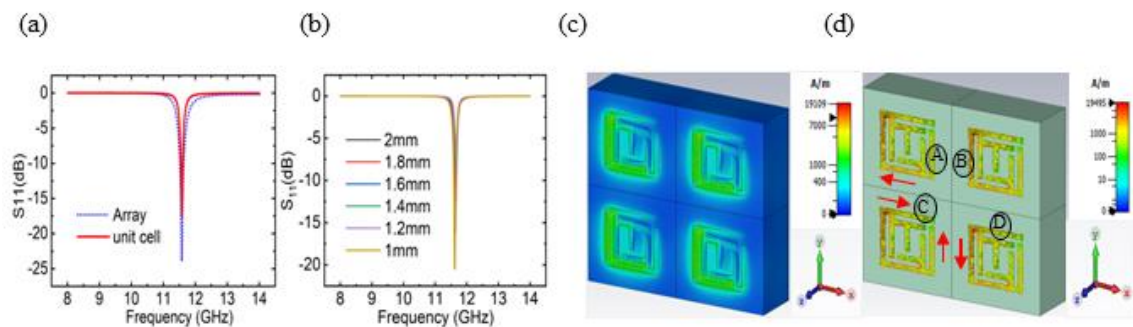 (a)
(b)
(c)
(d)
S11(dB)
0
-5
-10
-15
-20
-25
Array
unit cell
8 9 10 11 12 13 14
Frequency (GHz)
S11(dB)
0
-5
-10
-15
-20
2mm
1.8mm
1.6mm
1.4mm
1.2mm
1mm
8 9 10 11 12 13 14
Frequency (GHz)
A/m
19109
7000
1000
400
0
y
x
z
A
B
C
D
A/m
19495
1000
100
10
0
y
x
z